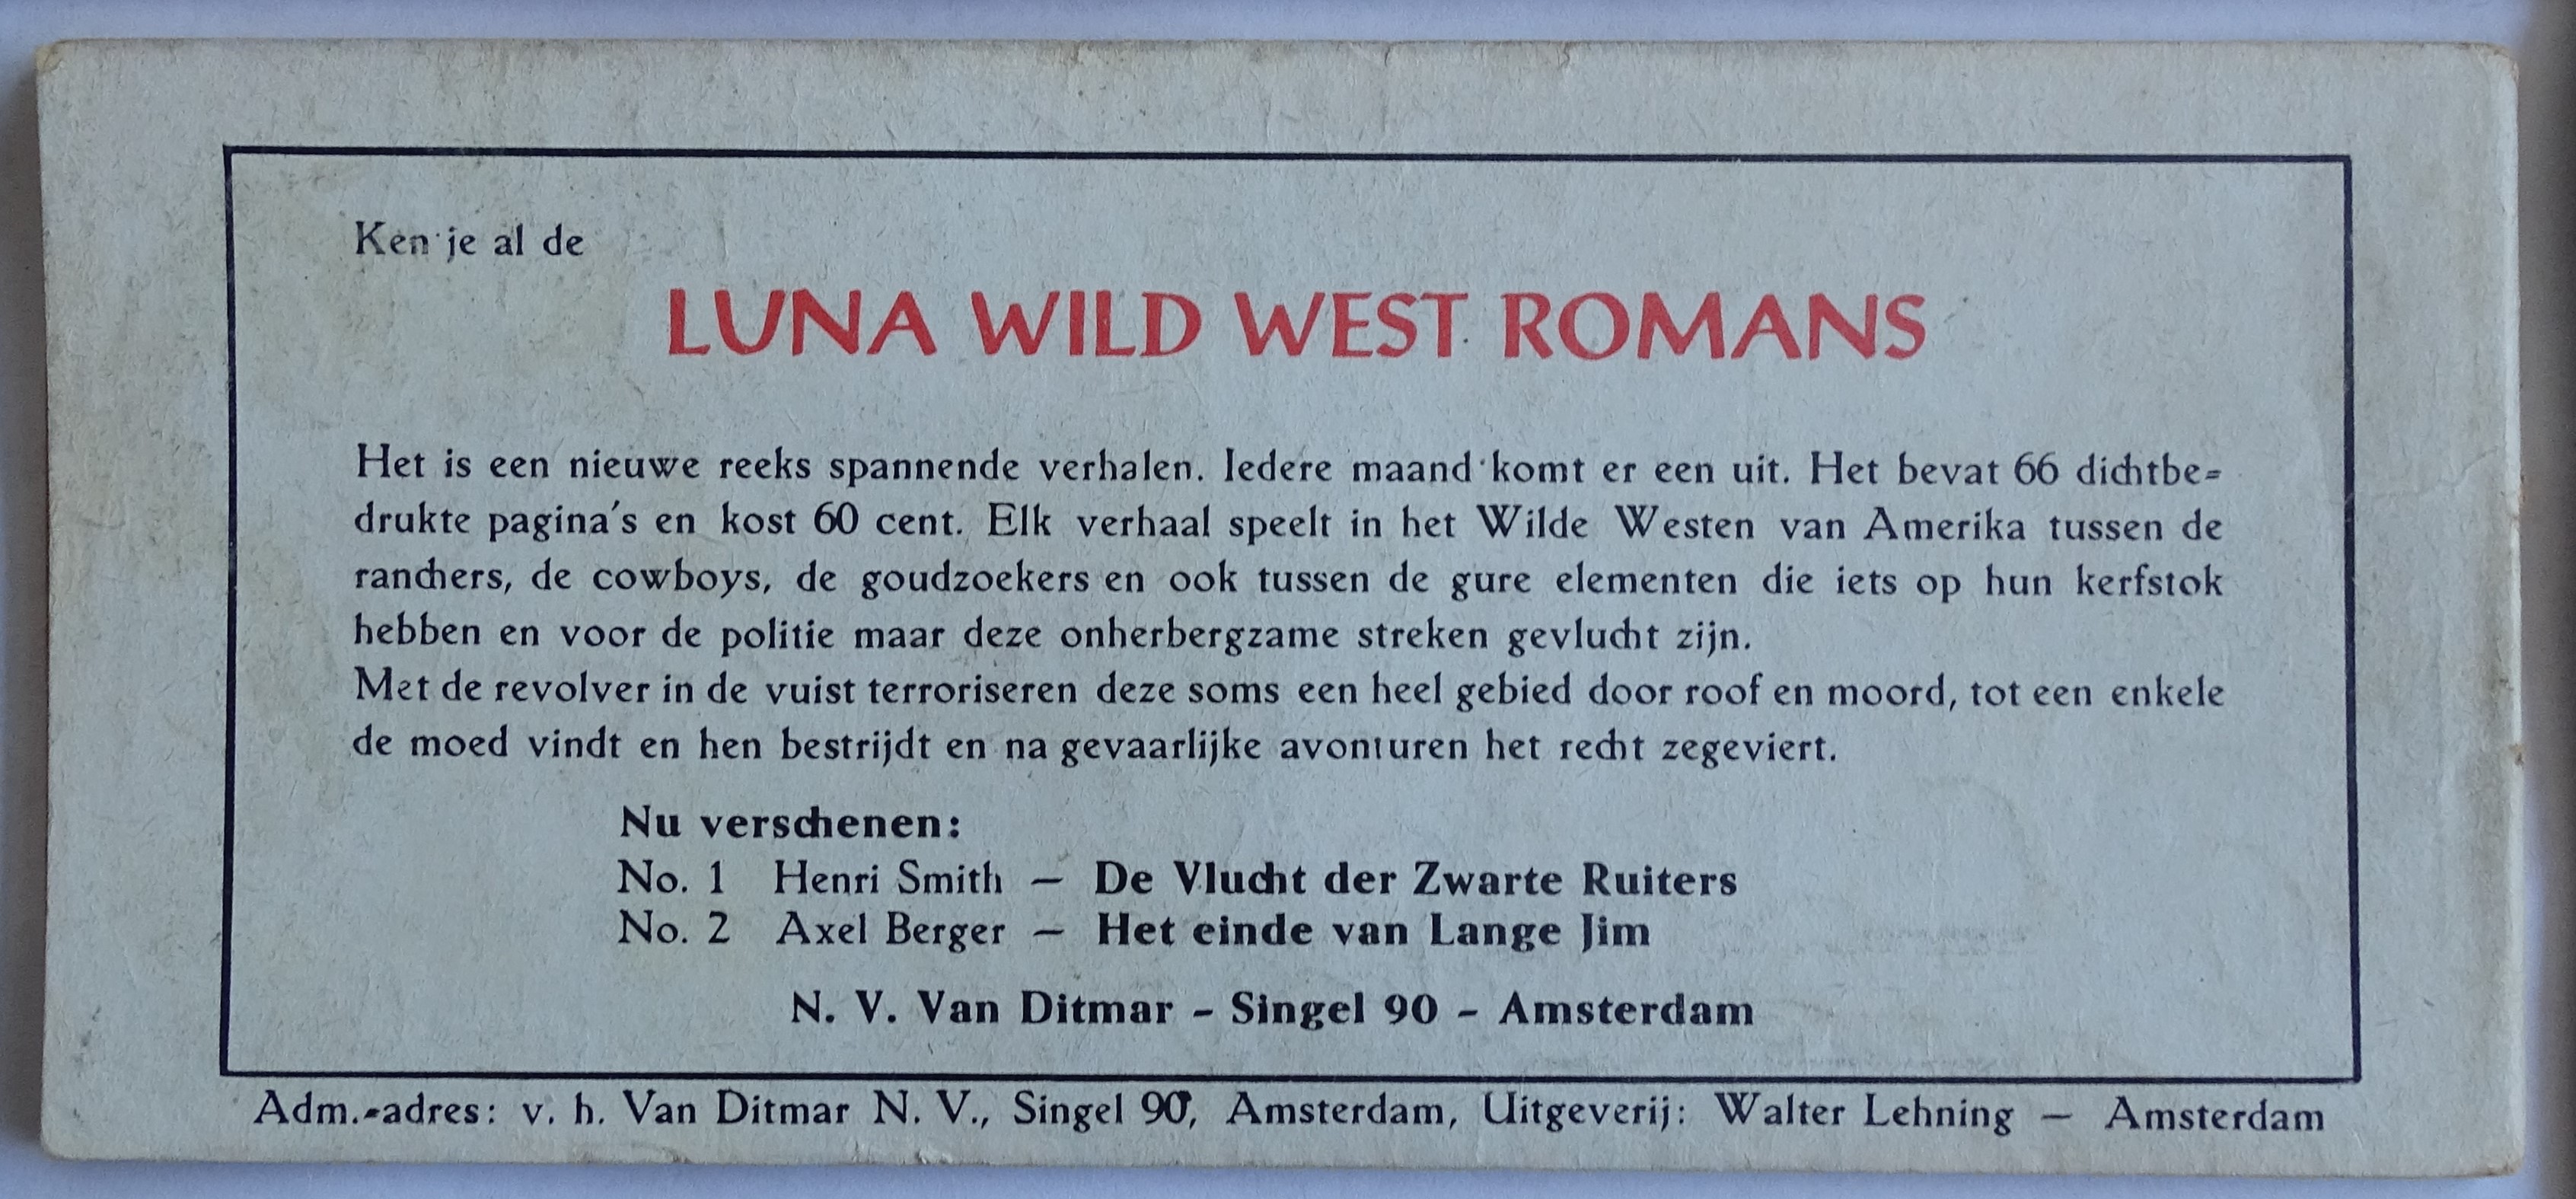 Ken je al de
LUNA WILD WEST ROMANS
Het is een nieuwe reeks spannende verhalen. Iedere maand komt er een uit. Het bevat 66 dichtbe-
drukte pagina's en kost 60 cent. Elk verhaal speelt in het Wilde Westen van Amerika tussen de
ranchers, de cowboys, de goudzoekers en ook tussen de gure elementen die iets op hun kerfstok
hebben en voor de politie maar deze onherbergzame streken gevlucht zijn.
Met de revolver in de vuist terroriseren deze soms een heel gebied door roof en moord, tot een enkele
de moed vindt en hen bestrijdt en na gevaarlijke avonturen het recht zegeviert.
Nu verschenen:
No. 1 Henri Smith — De Vlucht der Zwarte Ruiters
No. 2 Axel Berger — Het einde van Lange Jim
N. V. Van Ditmar - Singel 90 - Amsterdam
Adm.-adres: v. h. Van Ditmar N. V., Singel 90, Amsterdam, Uitgeverij: Walter Lehning — Amsterdam